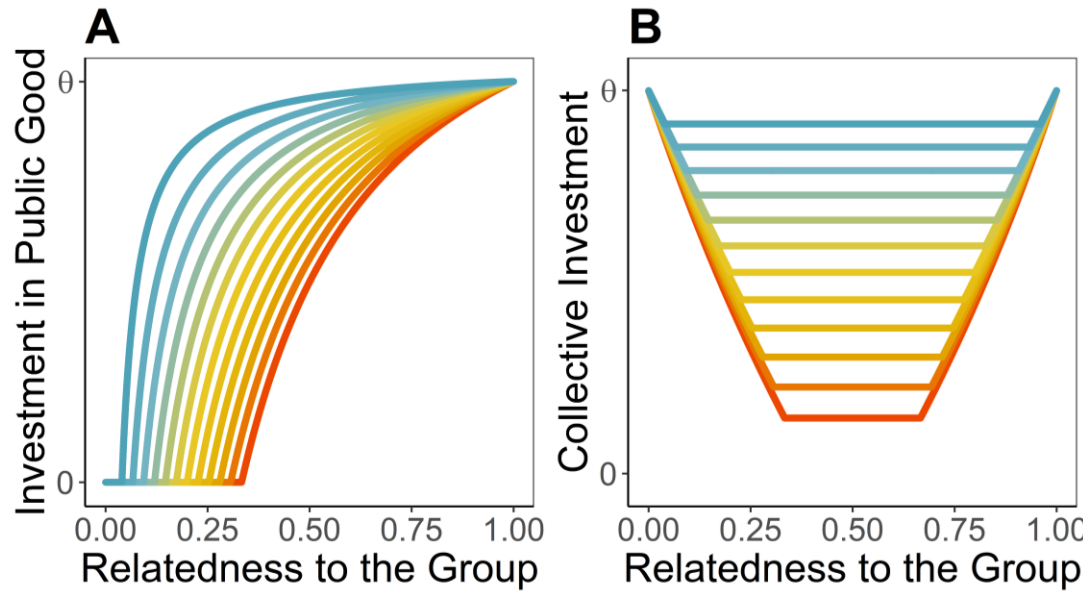 A
Investment in Public Good
θ
0
0.00 0.25 0.50 0.75 1.00
Relatedness to the Group
B
Collective Investment
θ
0
0.00 0.25 0.50 0.75 1.00
Relatedness to the Group